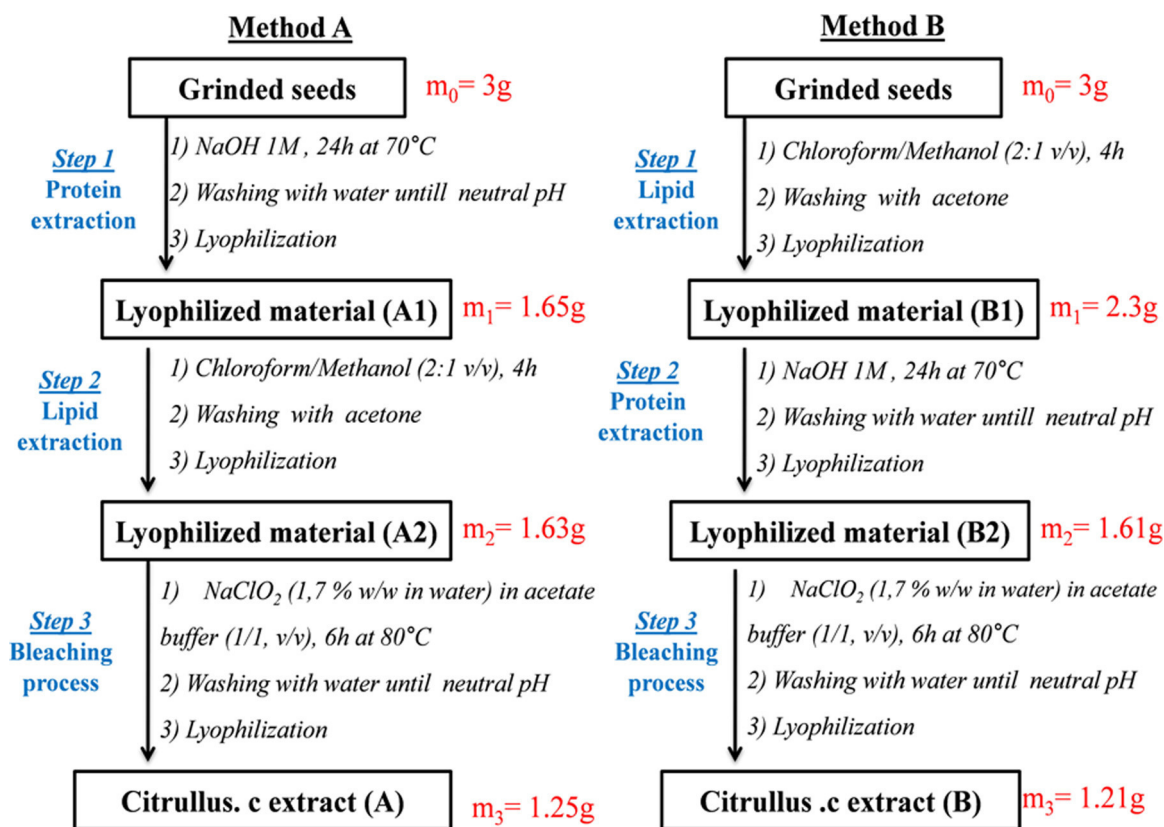 Method A
Grinded seeds
m₀= 3g
Step 1
Protein
extraction
1) NaOH 1M , 24h at 70°C
2) Washing with water untill neutral pH
3) Lyophilization
Lyophilized material (A1)
m₁= 1.65g
Step 2
Lipid
extraction
1) Chloroform/Methanol (2:1 v/v), 4h
2) Washing with acetone
3) Lyophilization
Lyophilized material (A2)
m₂= 1.63g
Step 3
Bleaching
process
1) NaClO₂ (1,7 % w/w in water) in acetate
buffer (1/1, v/v), 6h at 80°C
2) Washing with water until neutral pH
3) Lyophilization
Citrullus. c extract (A)
m₃= 1.25g
Method B
Grinded seeds
m₀= 3g
Step 1
Lipid
extraction
1) Chloroform/Methanol (2:1 v/v), 4h
2) Washing with acetone
3) Lyophilization
Lyophilized material (B1)
m₁= 2.3g
Step 2
Protein
extraction
1) NaOH 1M , 24h at 70°C
2) Washing with water untill neutral pH
3) Lyophilization
Lyophilized material (B2)
m₂= 1.61g
Step 3
Bleaching
process
1) NaClO₂ (1,7 % w/w in water) in acetate
buffer (1/1, v/v), 6h at 80°C
2) Washing with water until neutral pH
3) Lyophilization
Citrullus .c extract (B)
m₃= 1.21g